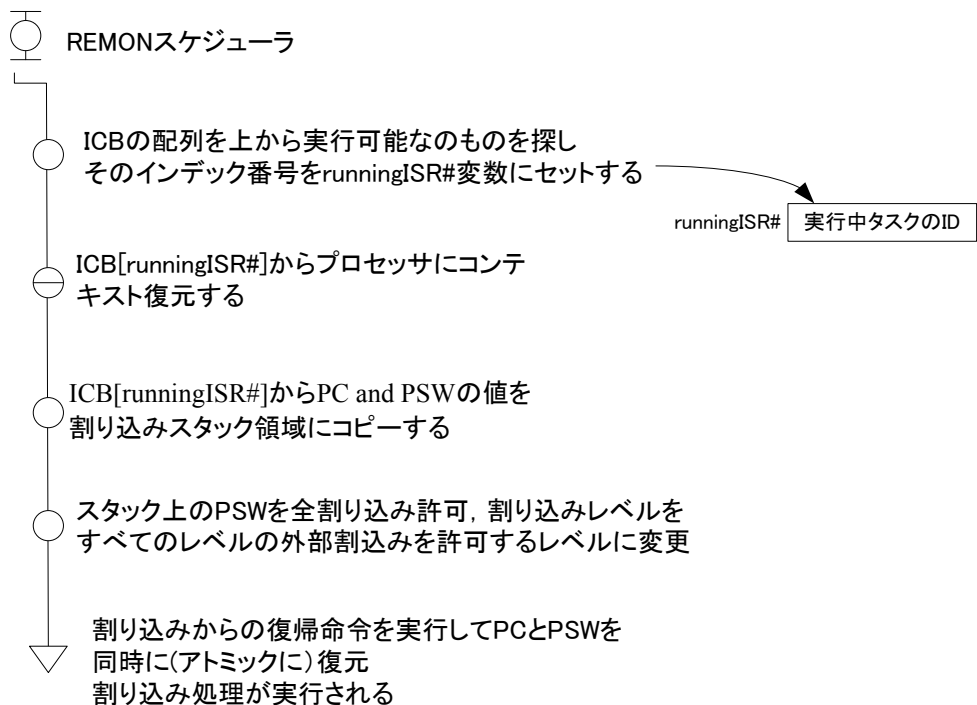 REMONスケジューラ
ICBの配列を上から実行可能なのものを探し
そのインデック番号をrunningISR#変数にセットする
runningISR# 実行中タスクのID
ICB[runningISR#]からプロセッサにコンテ
キスト復元する
ICB[runningISR#]からPC and PSWの値を
割り込みスタック領域にコピーする
スタック上のPSWを全割り込み許可，割り込みレベルを
すべてのレベルの外部割込みを許可するレベルに変更
割り込みからの復帰命令を実行してPCとPSWを
同時に(アトミックに）復元
割り込み処理が実行される